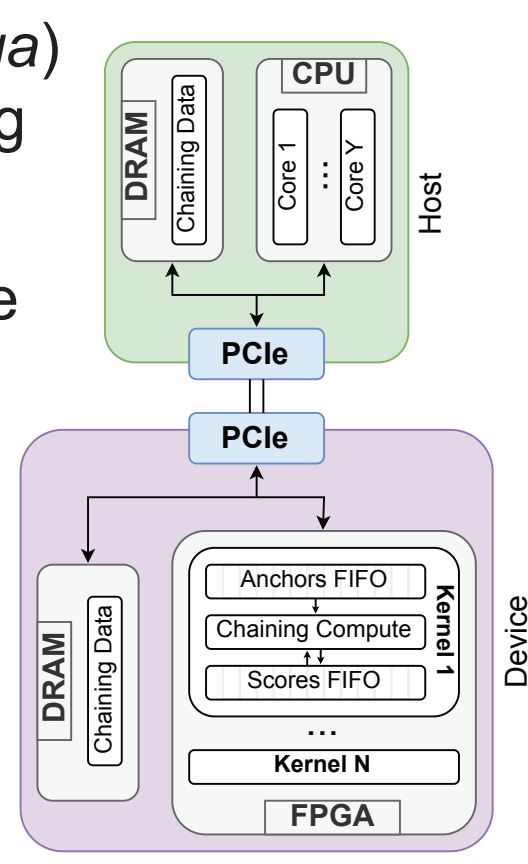 ga)
g
e
CPU
DRAM
Chaining Data
Core 1
...
Core Y
Host
PCIe
PCIe
DRAM
Chaining Data
Anchors FIFO
Chaining Compute
Scores FIFO
Kernel 1
...
Kernel N
FPGA
Device